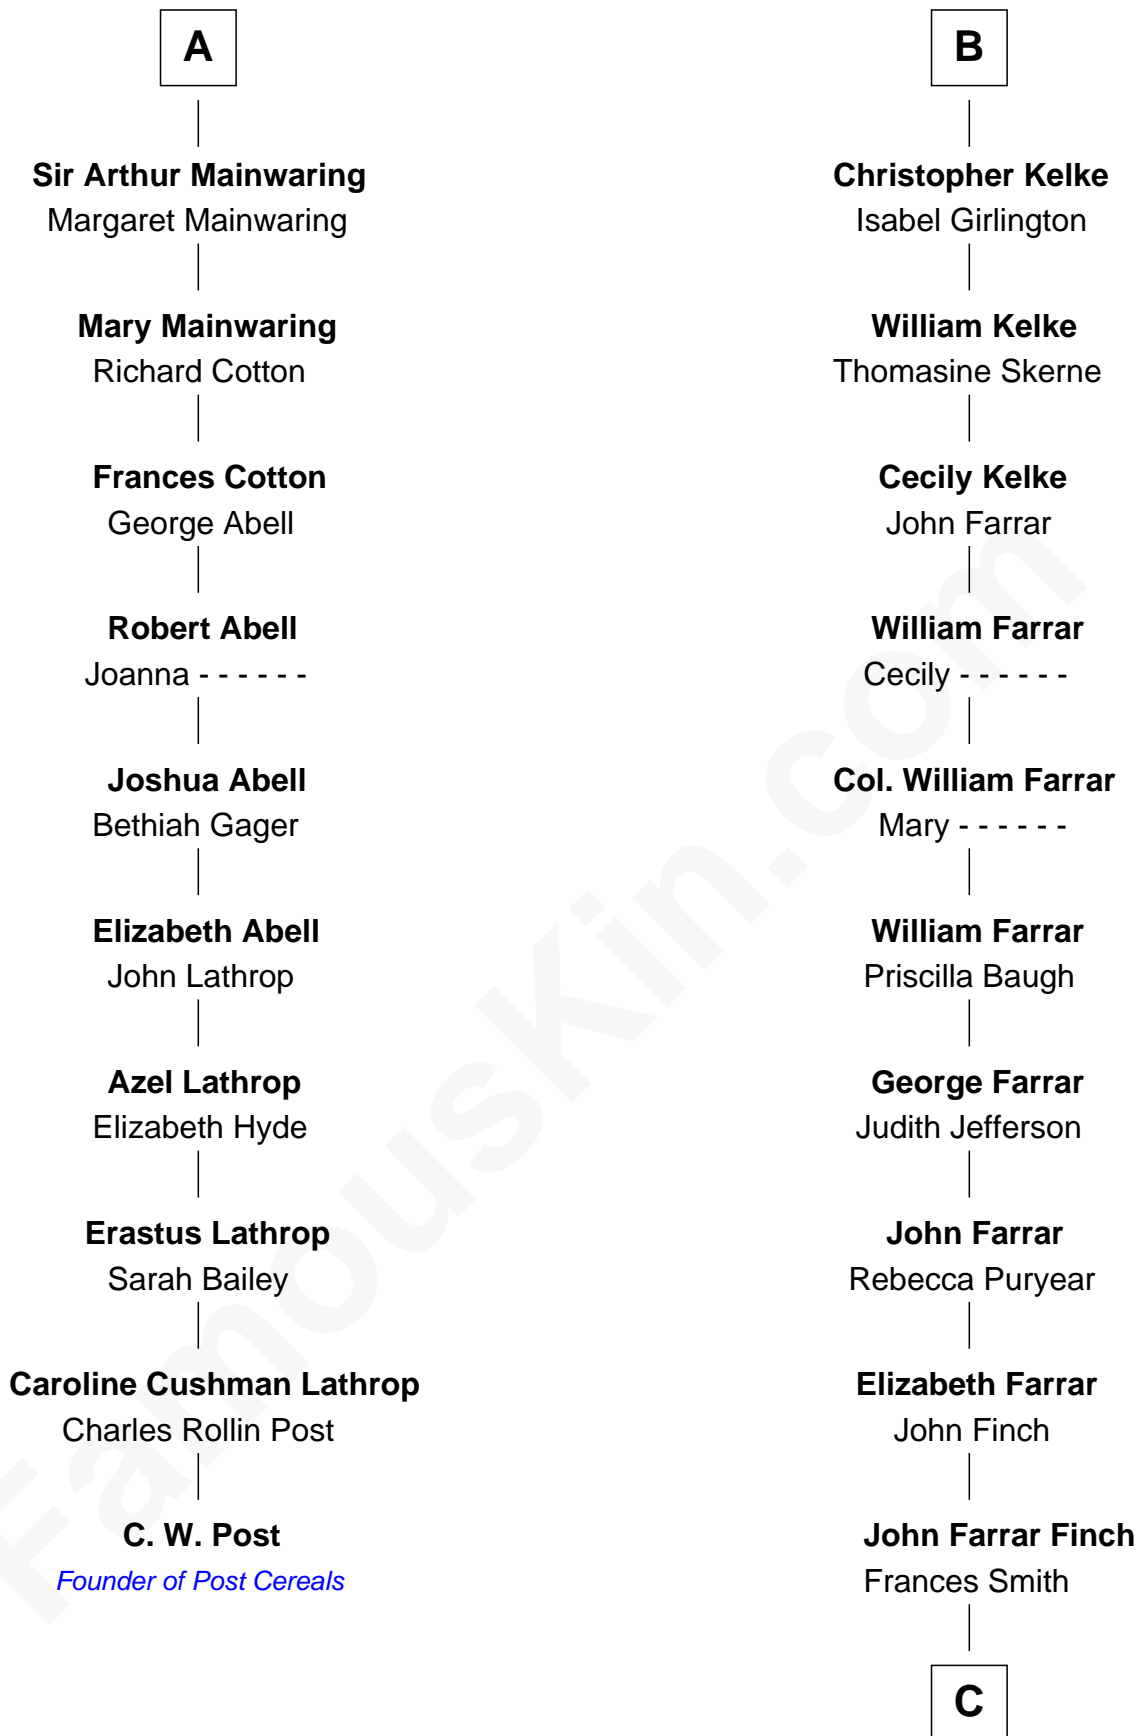 A
Sir Arthur Mainwaring
Margaret Mainwaring
Mary Mainwaring
Richard Cotton
Frances Cotton
George Abell
Robert Abell
Joanna - - - - - -
Joshua Abell
Bethiah Gager
Elizabeth Abell
John Lathrop
Azel Lathrop
Elizabeth Hyde
Erastus Lathrop
Sarah Bailey
Caroline Cushman Lathrop
Charles Rollin Post
C. W. Post
Founder of Post Cereals
B
Christopher Kelke
Isabel Girlington
William Kelke
Thomasine Skerne
Cecily Kelke
John Farrar
William Farrar
Cecily - - - - - -
Col. William Farrar
Mary - - - - - -
William Farrar
Priscilla Baugh
George Farrar
Judith Jefferson
John Farrar
Rebecca Puryear
Elizabeth Farrar
John Finch
John Farrar Finch
Frances Smith
C
FamousKin.com